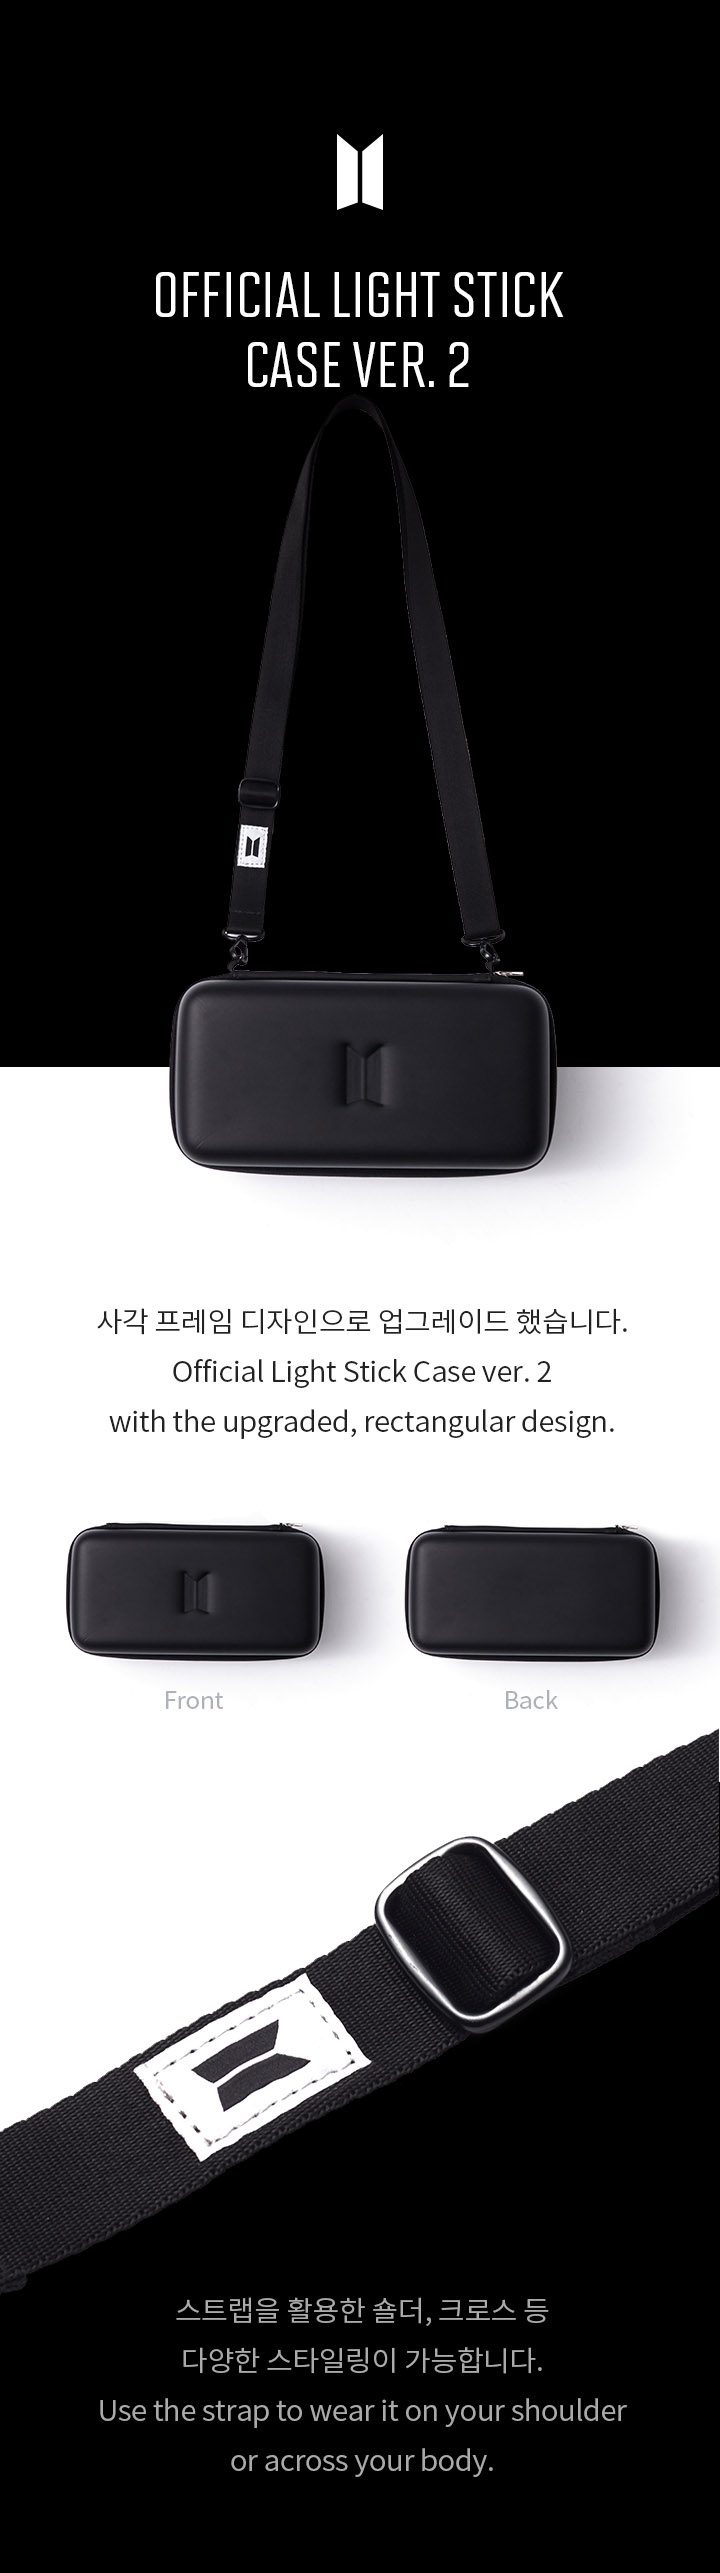 OFFICIAL LIGHT STICK
CASE VER. 2
사각 프레임 디자인으로 업그레이드 했습니다.
Official Light Stick Case ver. 2
with the upgraded, rectangular design.
Front
Back
스트랩을 활용한 숄더, 크로스 등
다양한 스타일링이 가능합니다.
Use the strap to wear it on your shoulder
or across your body.